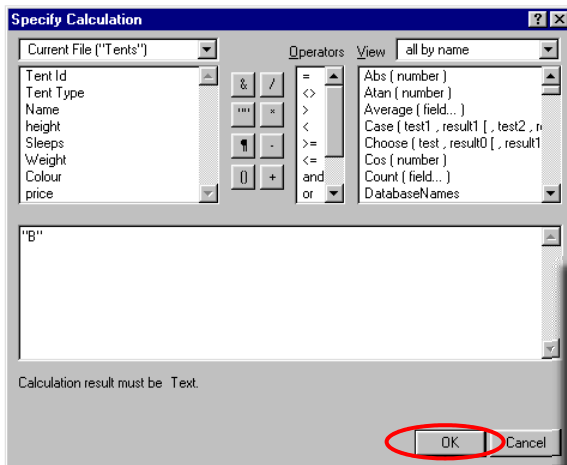 Specify Calculation
Current File ("Tents")
Operators View all by name
Tent Id
Tent Type
Name
height
Sleeps
Weight
Colour
price
& /
"" *
¶ -
() +
=
<>
>
<
>=
<=
and
or
Abs ( number )
Atan ( number )
Average ( field... )
Case ( test1 , result1 [ , test2 , re
Choose ( test , result0 [ , result1
Cos ( number )
Count ( field... )
DatabaseNames
"B"
Calculation result must be Text.
OK Cancel